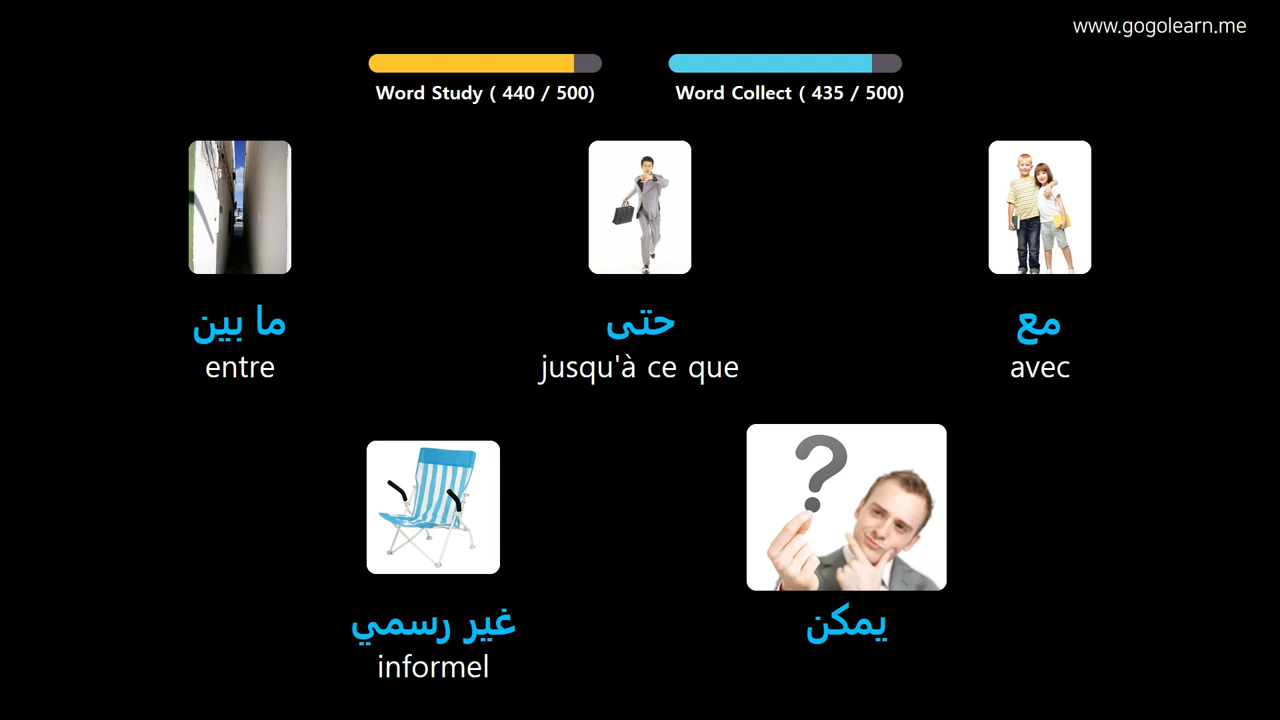 www.gogolearn.me
Word Study ( 440 / 500)
Word Collect ( 435 / 500)
ما بين
entre
حتى
jusqu'à ce que
مع
avec
غير رسمي
informel
يمكن